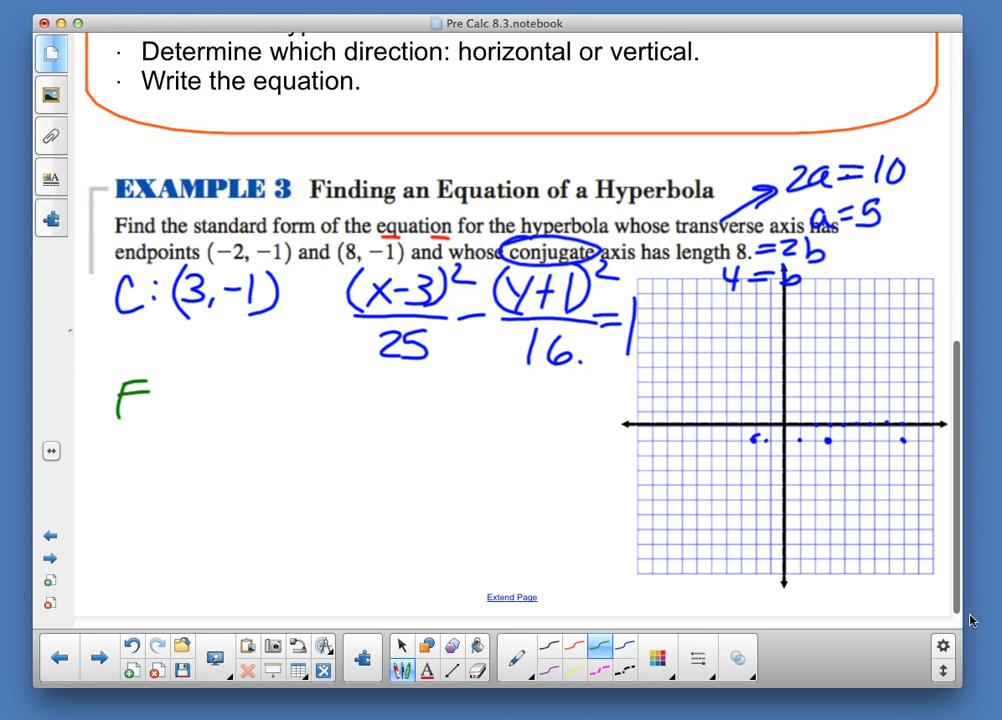 Pre Calc 8.3.notebook
· Determine which direction: horizontal or vertical.
· Write the equation.
EXAMPLE 3 Finding an Equation of a Hyperbola
2a = 10
Find the standard form of the equation for the hyperbola whose transverse axis has
a = 5
endpoints (−2, −1) and (8, −1) and whose conjugate axis has length 8. = 2b
4 = b
C: (3, -1) (x-3)² / 25 - (y+1)² / 16. = 1
F
Extend Page